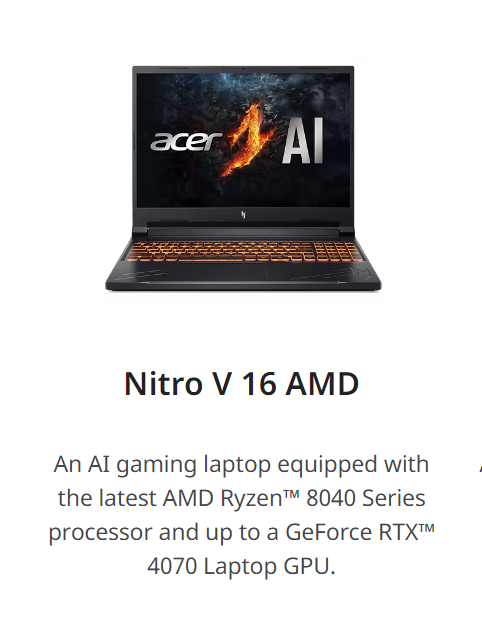 acer AI
Nitro V 16 AMD
An AI gaming laptop equipped with
the latest AMD Ryzen™ 8040 Series
processor and up to a GeForce RTX™
4070 Laptop GPU.